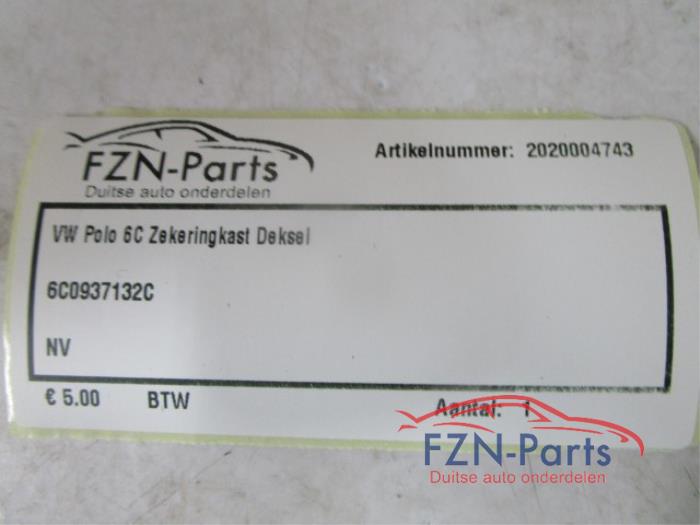 FZN-Parts
Duitse auto onderdelen
Artikelnummer: 2020004743
VW Polo 6C Zekeringkast Deksel
6C0937132C
NV
€ 5.00 BTW Aantal: 1
FZN-Parts
Duitse auto onderdelen